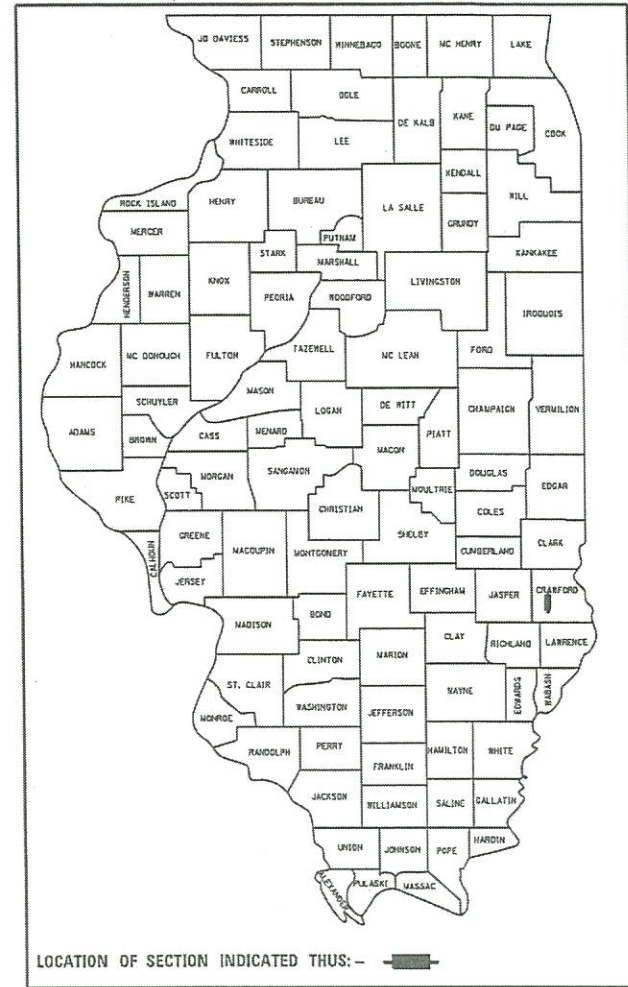 JO DAVIESS STEPHENSON WINNEBAGO BOONE MC HENRY LAKE
CARROLL OGLE DE KALB KANE DU PAGE COOK
WHITESIDE LEE KENDALL WILL
ROCK ISLAND HENRY BUREAU LA SALLE GRUNDY
MERCER PUTNAM KANKAKEE
STARK MARSHALL
HENDERSON WARREN KNOX PEORIA WOODFORD LIVINGSTON IROQUOIS
HANCOCK MC DONOUGH FULTON TAZEWELL MC LEAN FORD
MASON
SCHUYLER LOGAN DE WITT CHAMPAIGN VERMILION
ADAMS BROWN CASS MENARD MACON PIATT
PIKE SCOTT MORGAN SANGAMON MOULTRIE DOUGLAS EDGAR
CHRISTIAN COLES
CALHOUN GREENE MACOUPIN MONTGOMERY SHELBY CUMBERLAND CLARK
JERSEY
FAYETTE EFFINGHAM JASPER CRAWFORD
MADISON BOND
CLINTON MARION CLAY RICHLAND LAWRENCE
ST. CLAIR WAYNE EDWARDS WABASH
WASHINGTON JEFFERSON
MONROE
RANDOLPH PERRY HAMILTON WHITE
FRANKLIN
JACKSON WILLIAMSON SALINE GALLATIN
UNION JOHNSON POPE HARDIN
ALEXANDER PULASKI MASSAC
LOCATION OF SECTION INDICATED THUS: -